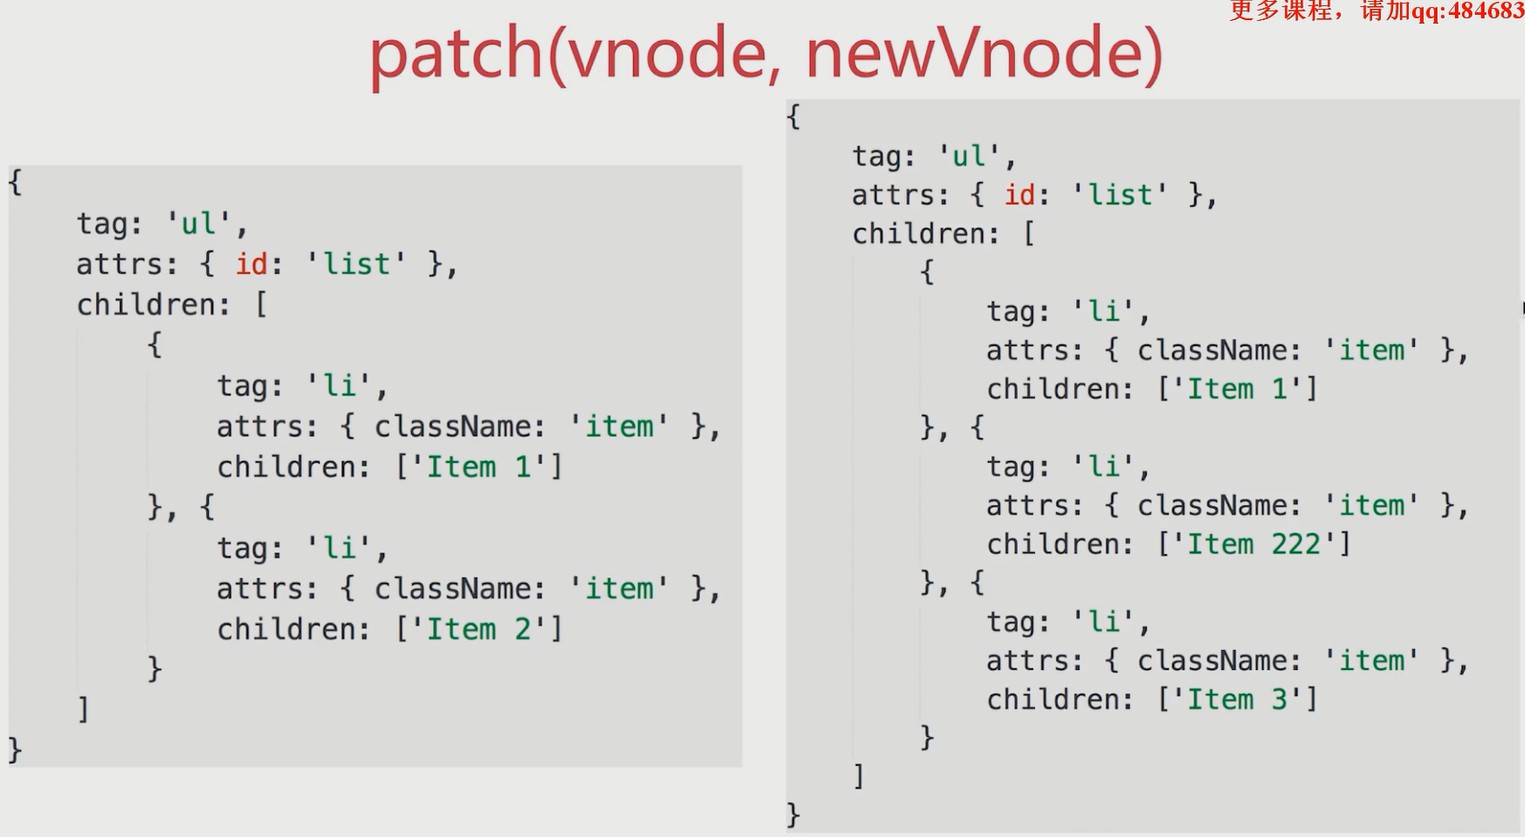 更多课程，请加qq:484683
patch(vnode, newVnode)
{
    tag: 'ul',
    attrs: { id: 'list' },
    children: [
        {
            tag: 'li',
            attrs: { className: 'item' },
            children: ['Item 1']
        }, {
            tag: 'li',
            attrs: { className: 'item' },
            children: ['Item 2']
        }
    ]
}
{
    tag: 'ul',
    attrs: { id: 'list' },
    children: [
        {
            tag: 'li',
            attrs: { className: 'item' },
            children: ['Item 1']
        }, {
            tag: 'li',
            attrs: { className: 'item' },
            children: ['Item 222']
        }, {
            tag: 'li',
            attrs: { className: 'item' },
            children: ['Item 3']
        }
    ]
}